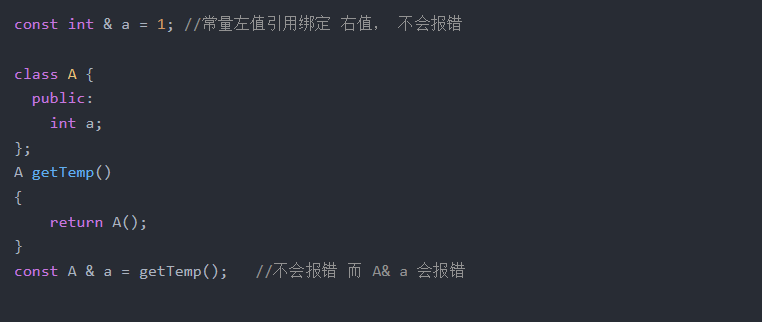 const int & a = 1; //常量左值引用绑定 右值， 不会报错
class A {
public:
int a;
};
A getTemp()
{
return A();
}
const A & a = getTemp(); //不会报错 而 A& a 会报错